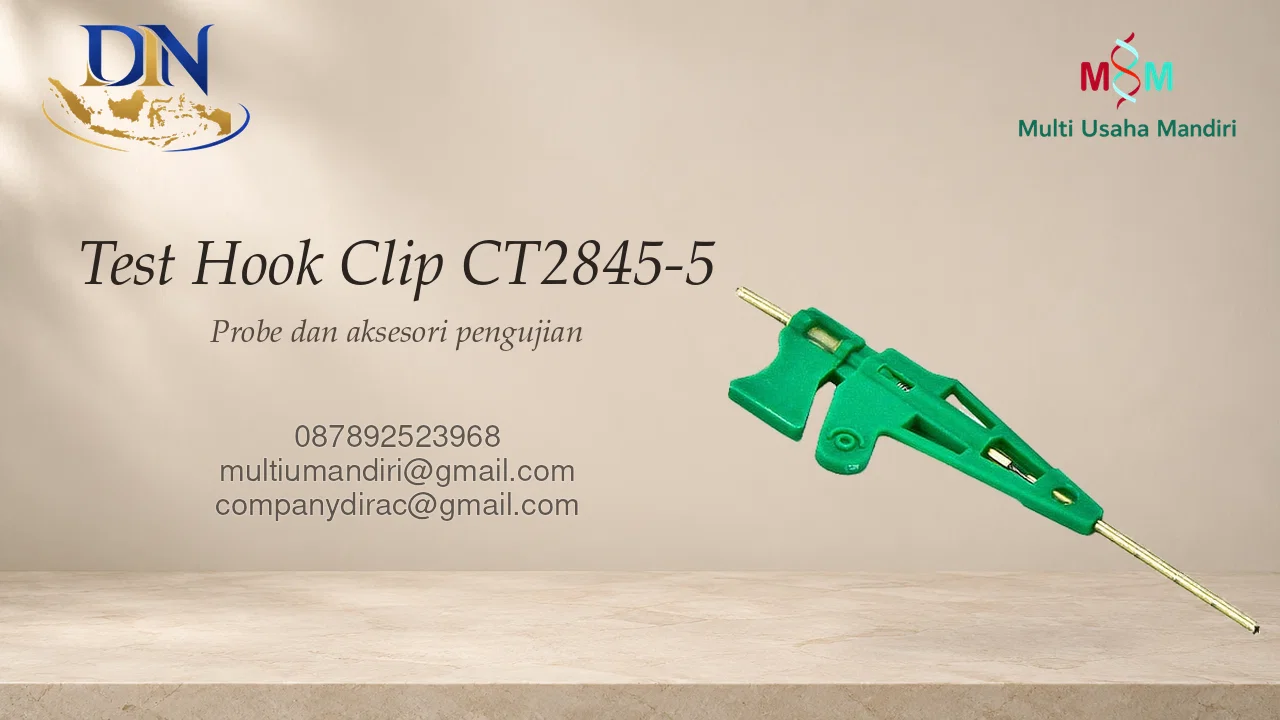 DIN
M M
Multi Usaha Mandiri
Test Hook Clip CT2845-5
Probe dan aksesori pengujian
087892523968
multiumandiri@gmail.com
companydirac@gmail.com